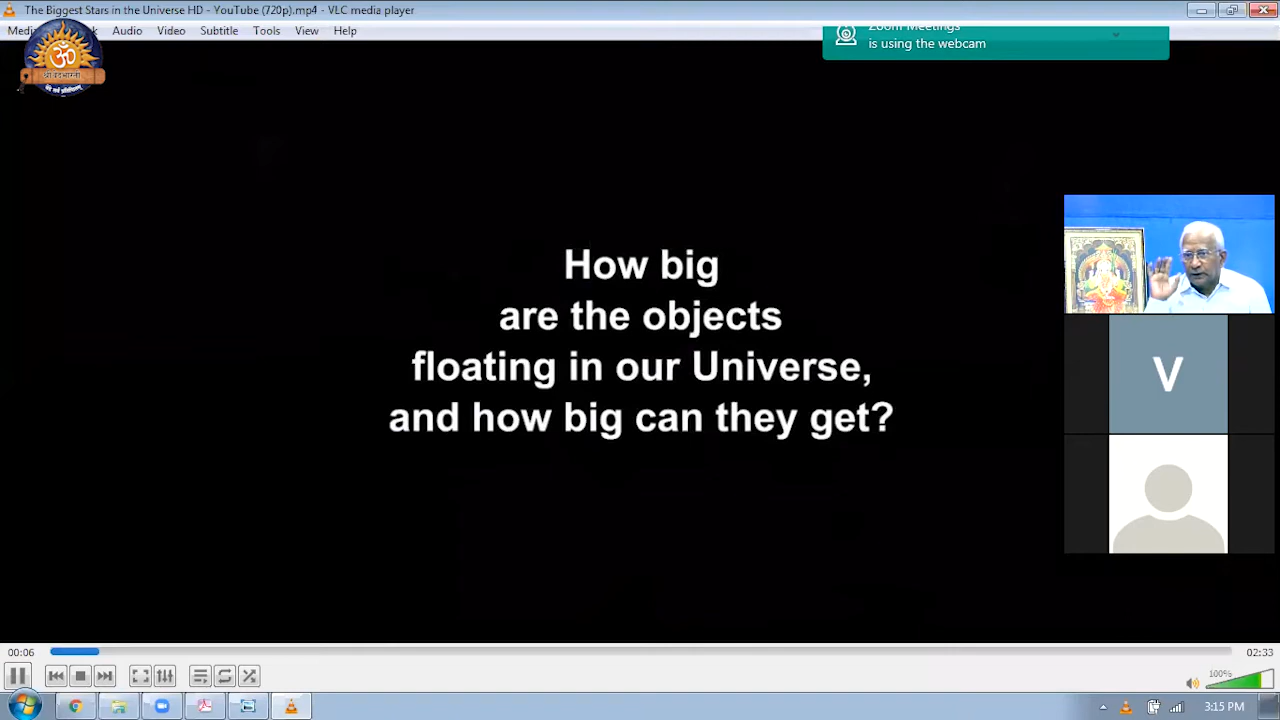 The Biggest Stars in the Universe HD - YouTube (720p).mp4 - VLC media player
Audio Video Subtitle Tools View Help
Zoom Meetings
is using the webcam
ॐ
How big
are the objects
floating in our Universe,
and how big can they get?
V
00:06
02:33
100%
3:15 PM